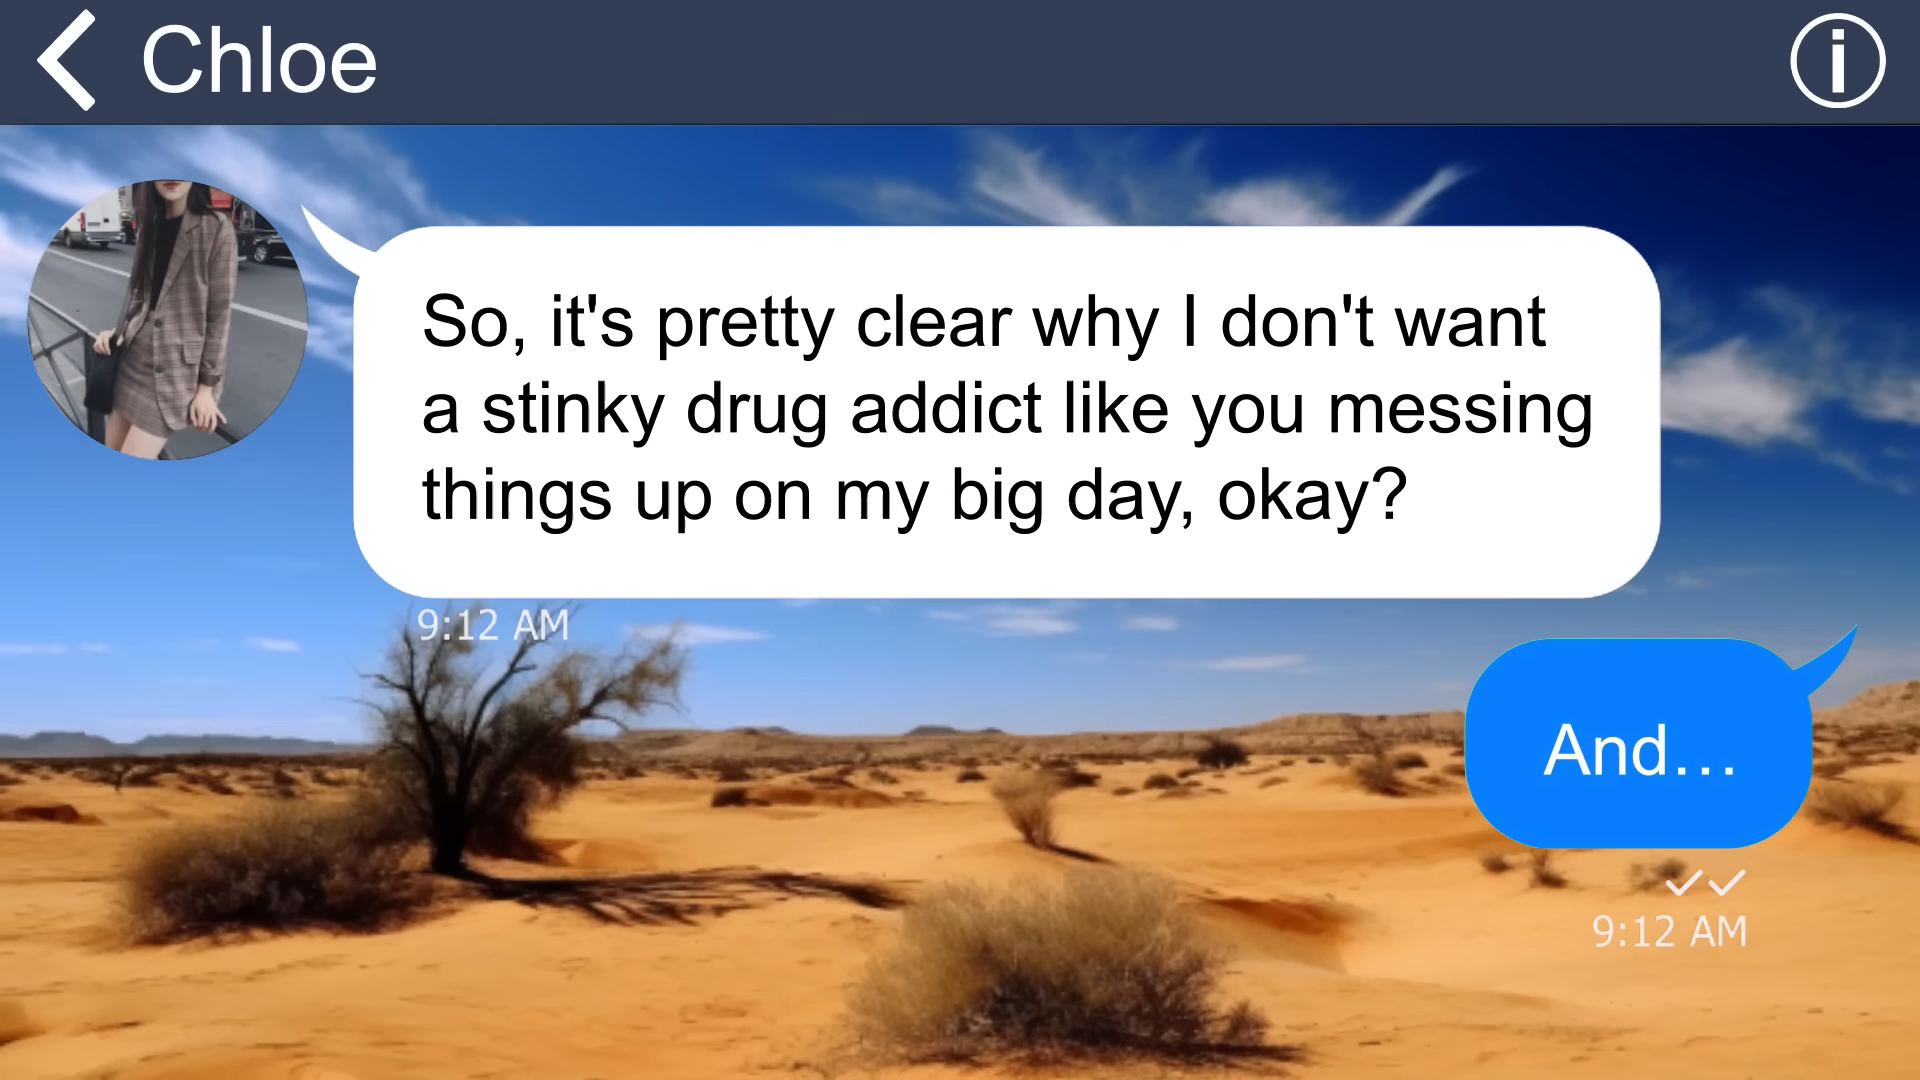 Chloe
So, it's pretty clear why I don't want
a stinky drug addict like you messing
things up on my big day, okay?
9:12 AM
And...
9:12 AM